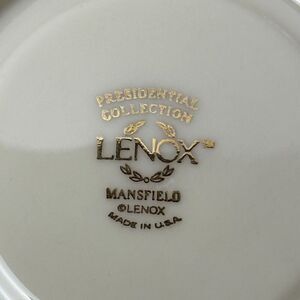 PRESIDENTIAL
COLLECTION
LENOX
MANSFIELD
©LENOX
MADE IN U.S.A.